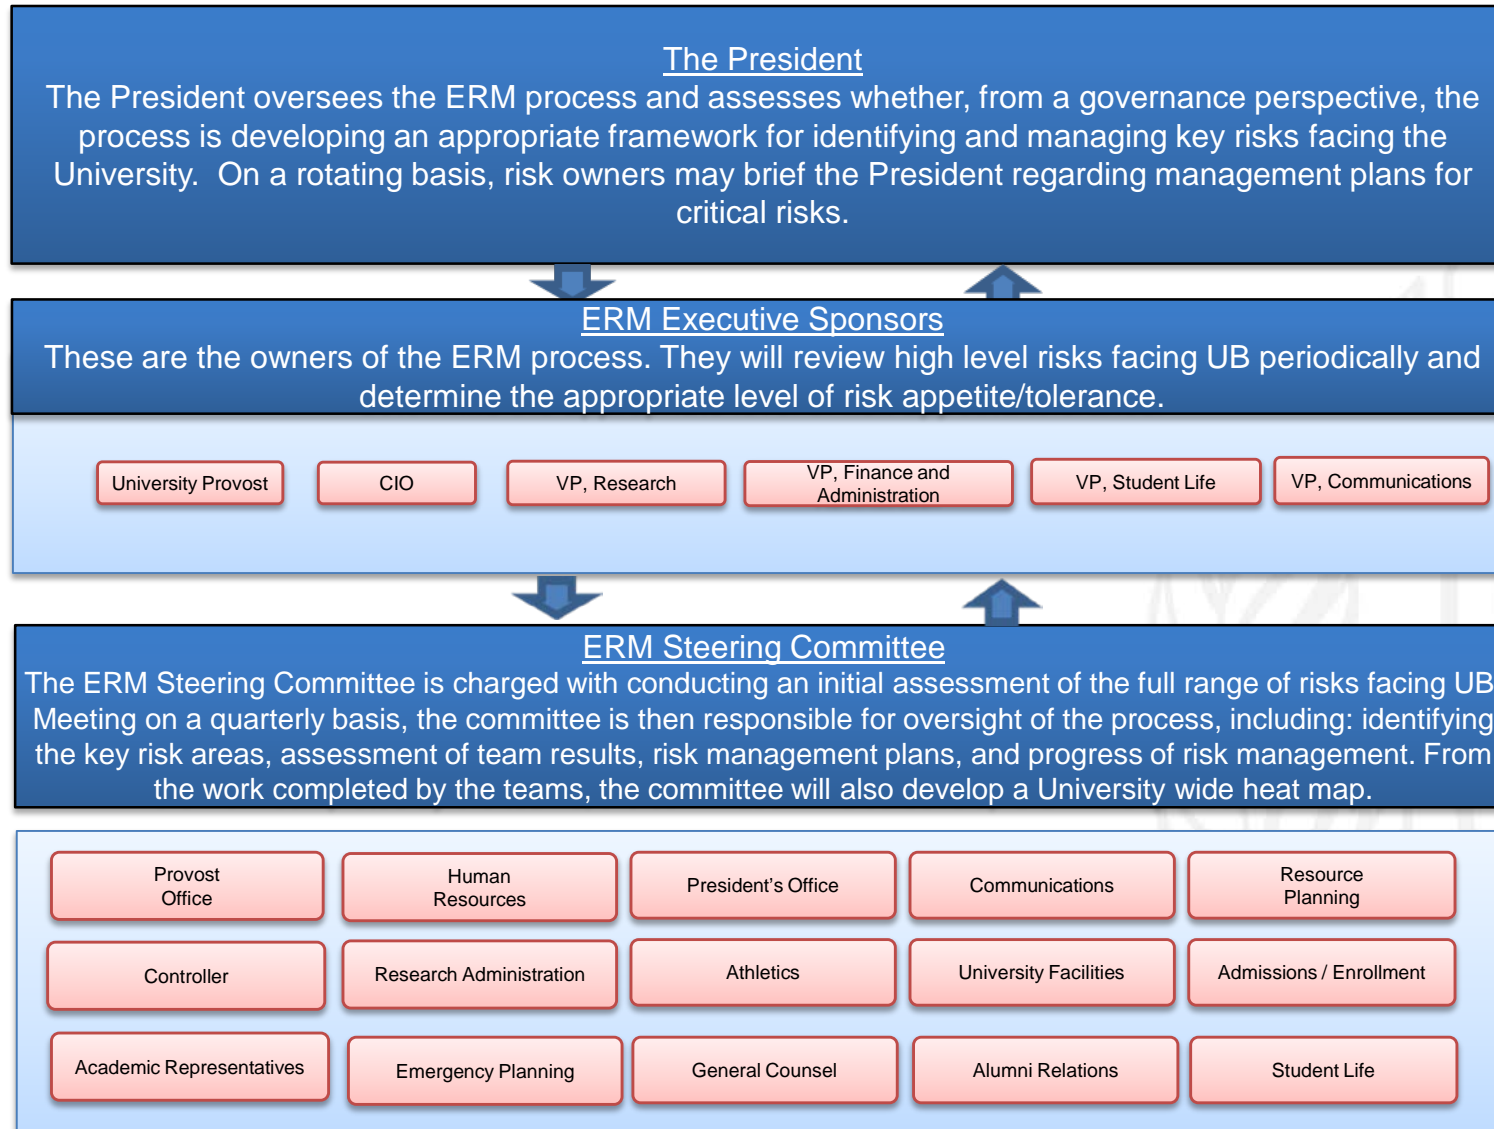 The President
The President oversees the ERM process and assesses whether, from a governance perspective, the
process is developing an appropriate framework for identifying and managing key risks facing the
University.  On a rotating basis, risk owners may brief the President regarding management plans for
critical risks.
ERM Executive Sponsors
These are the owners of the ERM process. They will review high level risks facing UB periodically and
determine the appropriate level of risk appetite/tolerance.
University Provost
CIO
VP, Research
VP, Finance and
Administration
VP, Student Life
VP, Communications
ERM Steering Committee
The ERM Steering Committee is charged with conducting an initial assessment of the full range of risks facing UB
Meeting on a quarterly basis, the committee is then responsible for oversight of the process, including: identifying
the key risk areas, assessment of team results, risk management plans, and progress of risk management. From
the work completed by the teams, the committee will also develop a University wide heat map.
Provost
Office
Human
Resources
President's Office
Communications
Resource
Planning
Controller
Research Administration
Athletics
University Facilities
Admissions / Enrollment
Academic Representatives
Emergency Planning
General Counsel
Alumni Relations
Student Life